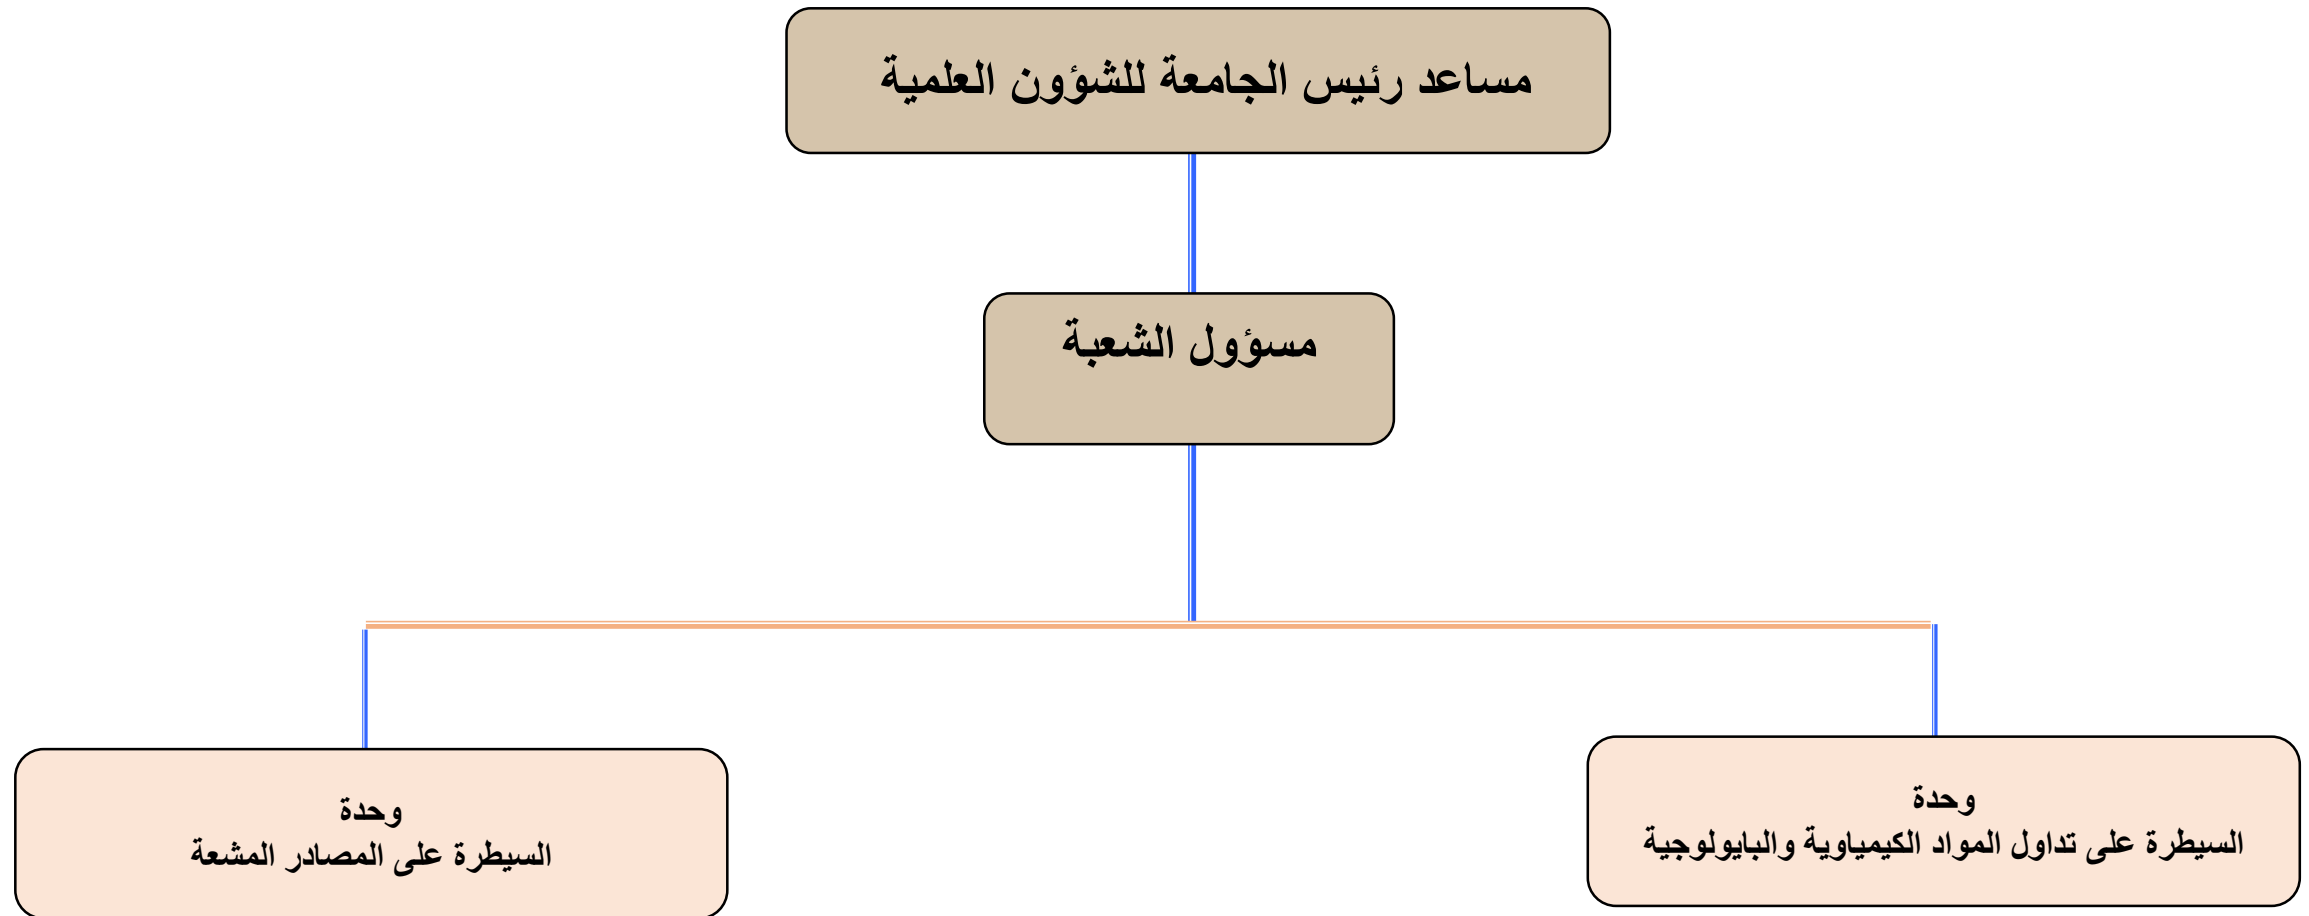 مساعد رئيس الجامعة للشؤون العلمية
مسؤول الشعبة
وحدة
السيطرة على تداول المواد الكيمياوية والبايولوجية
وحدة
السيطرة على المصادر المشعة